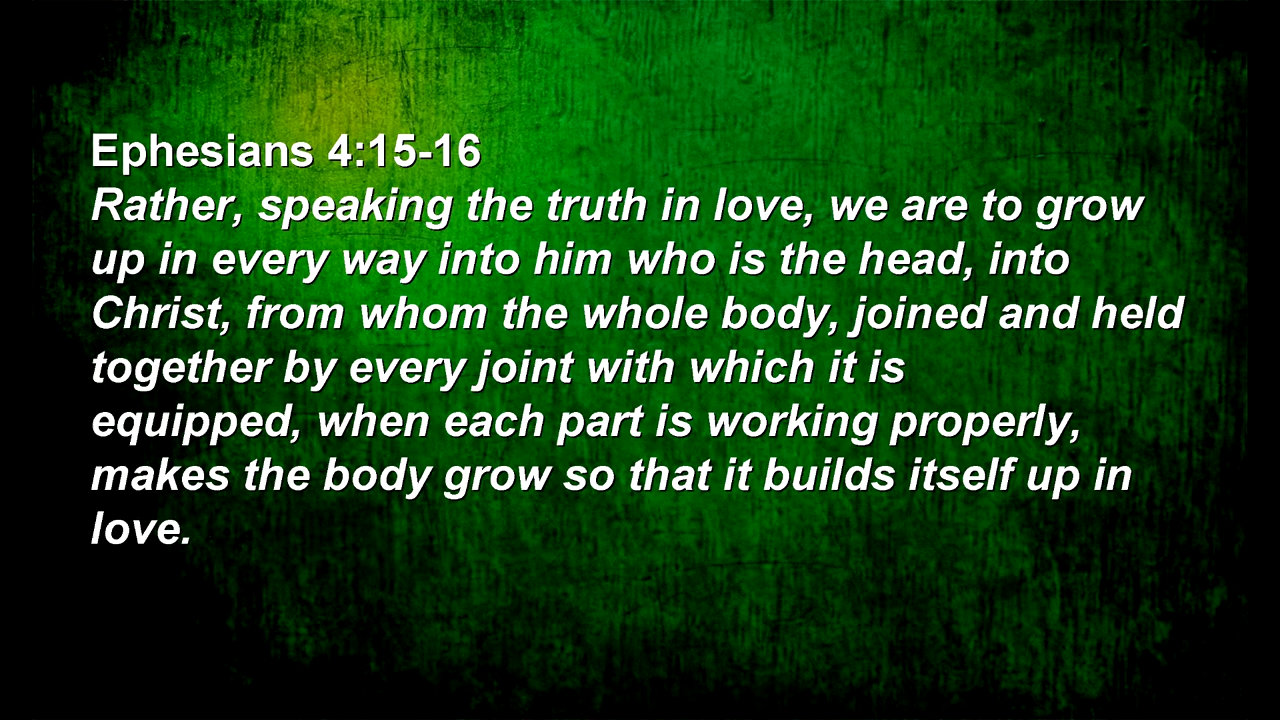 Ephesians 4:15-16
Rather, speaking the truth in love, we are to grow
up in every way into him who is the head, into
Christ, from whom the whole body, joined and held
together by every joint with which it is
equipped, when each part is working properly,
makes the body grow so that it builds itself up in
love.